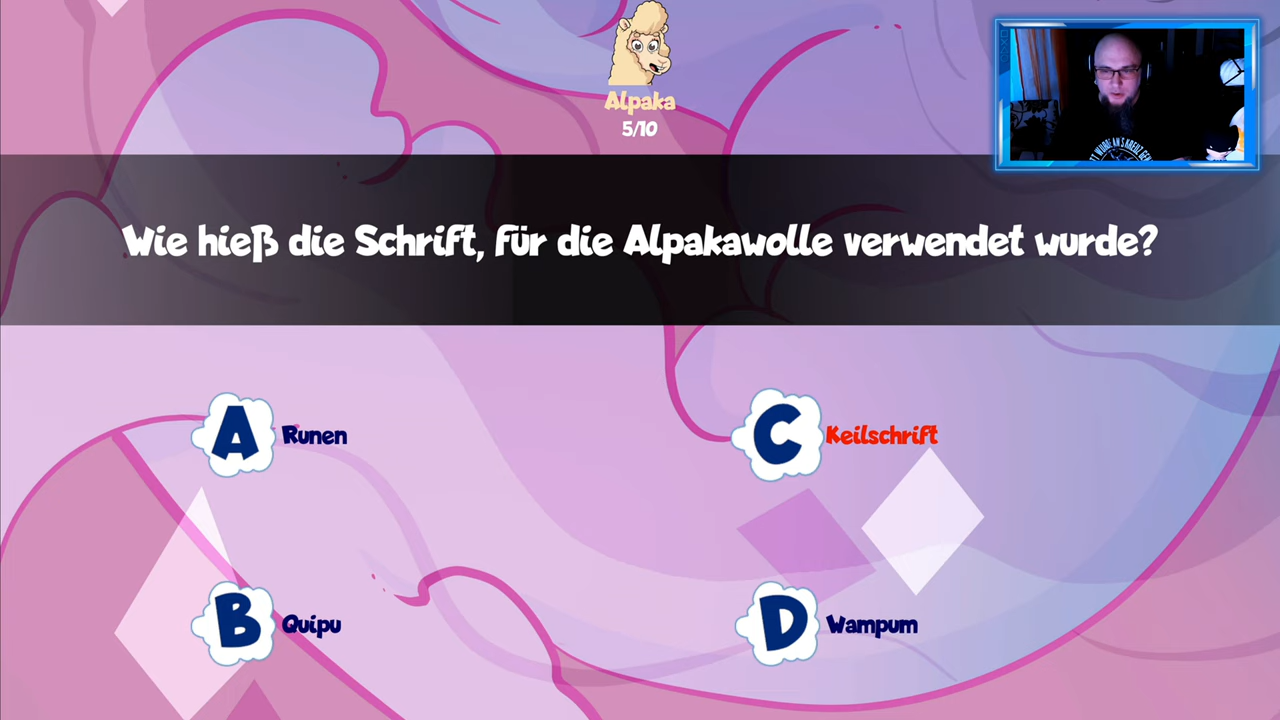 Alpaka
5/10
Wie hieß die Schrift, für die Alpakawolle verwendet wurde?
A Runen
C Keilschrift
B Quipu
D Wampum